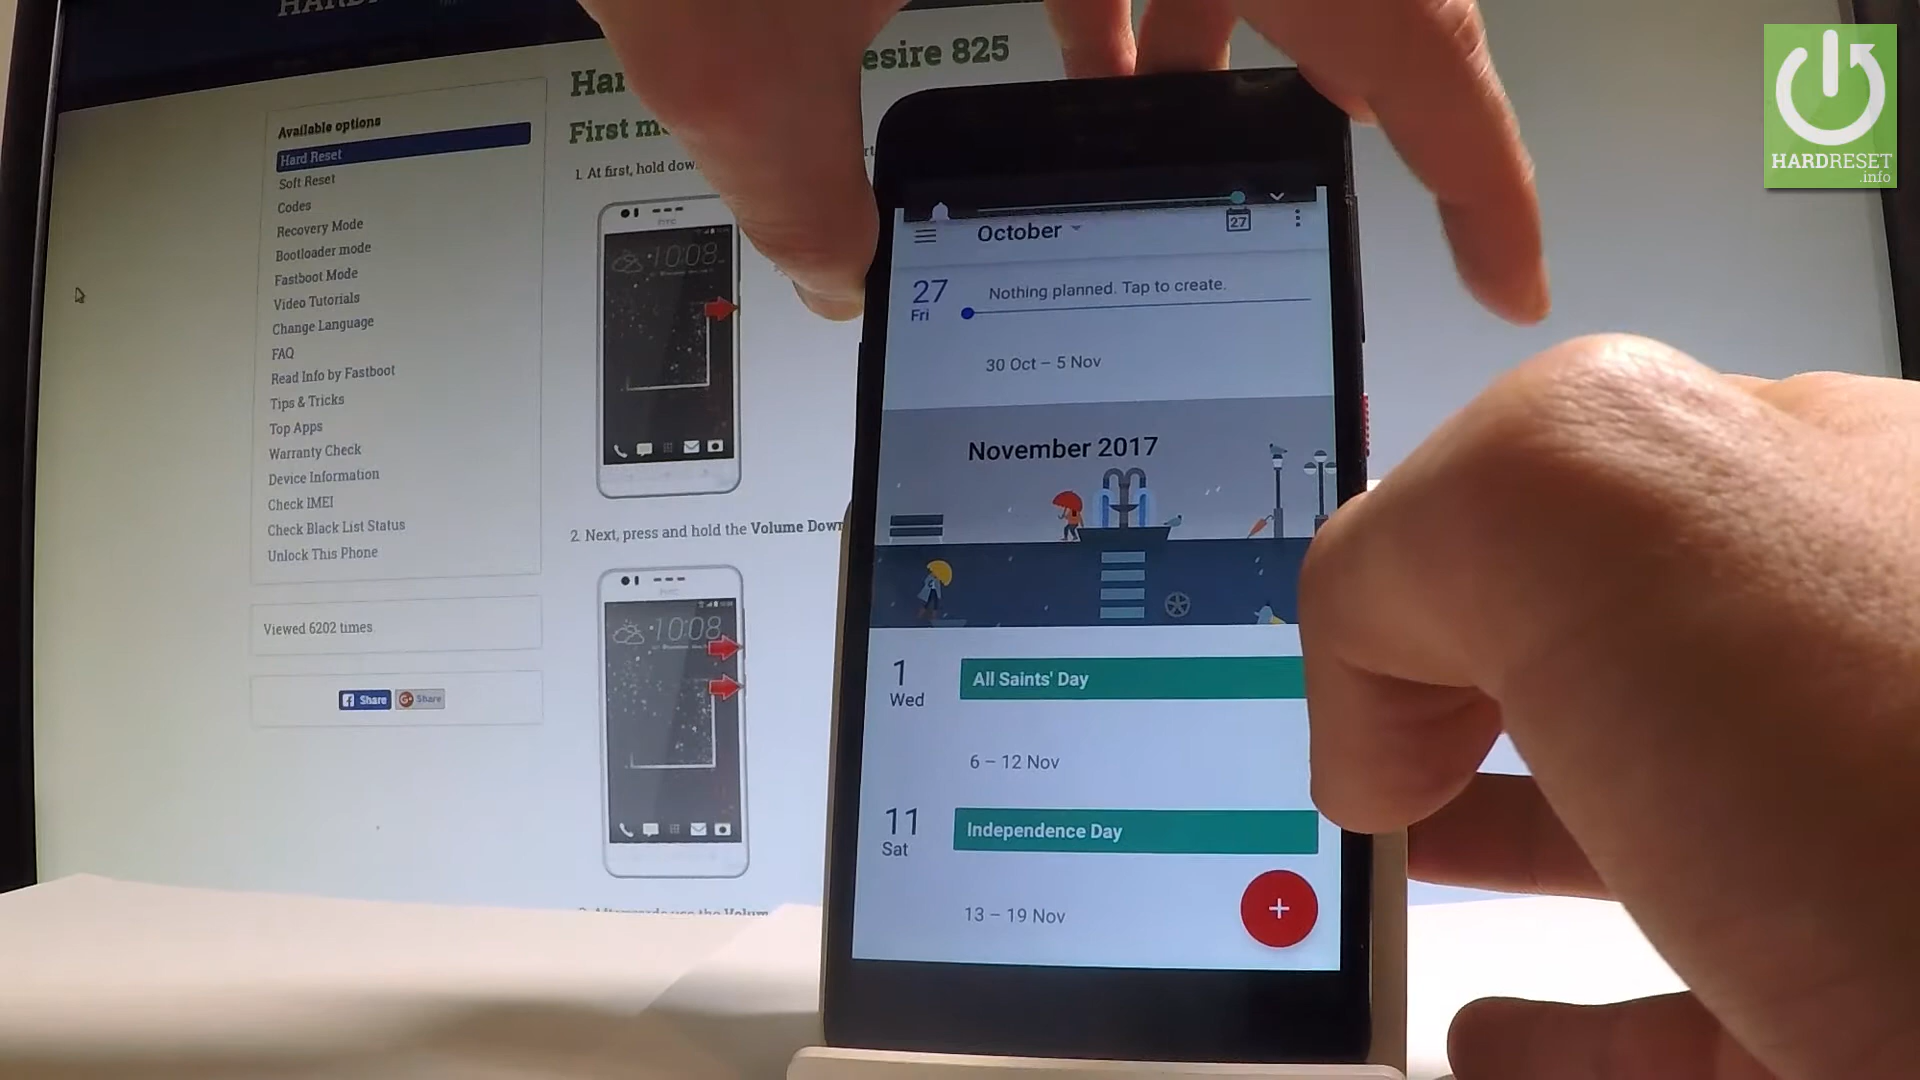 esire 825
First
Available options
Hard Reset
Soft Reset
Codes
Recovery Mode
Bootloader mode
Fastboot Mode
Video Tutorials
Change Language
FAQ
Read Info by Fastboot
Tips & Tricks
Top Apps
Warranty Check
Device Information
Check IMEI
Check Black List Status
Unlock This Phone
Viewed 6202 times
Share
Share
1. At first, hold dow
10:08
2. Next, press and hold the Volume Down
10:08
October
27
27
Fri
Nothing planned. Tap to create.
30 Oct – 5 Nov
November 2017
1
Wed
All Saints' Day
6 – 12 Nov
11
Sat
Independence Day
13 – 19 Nov
+
HARDRESET
.info